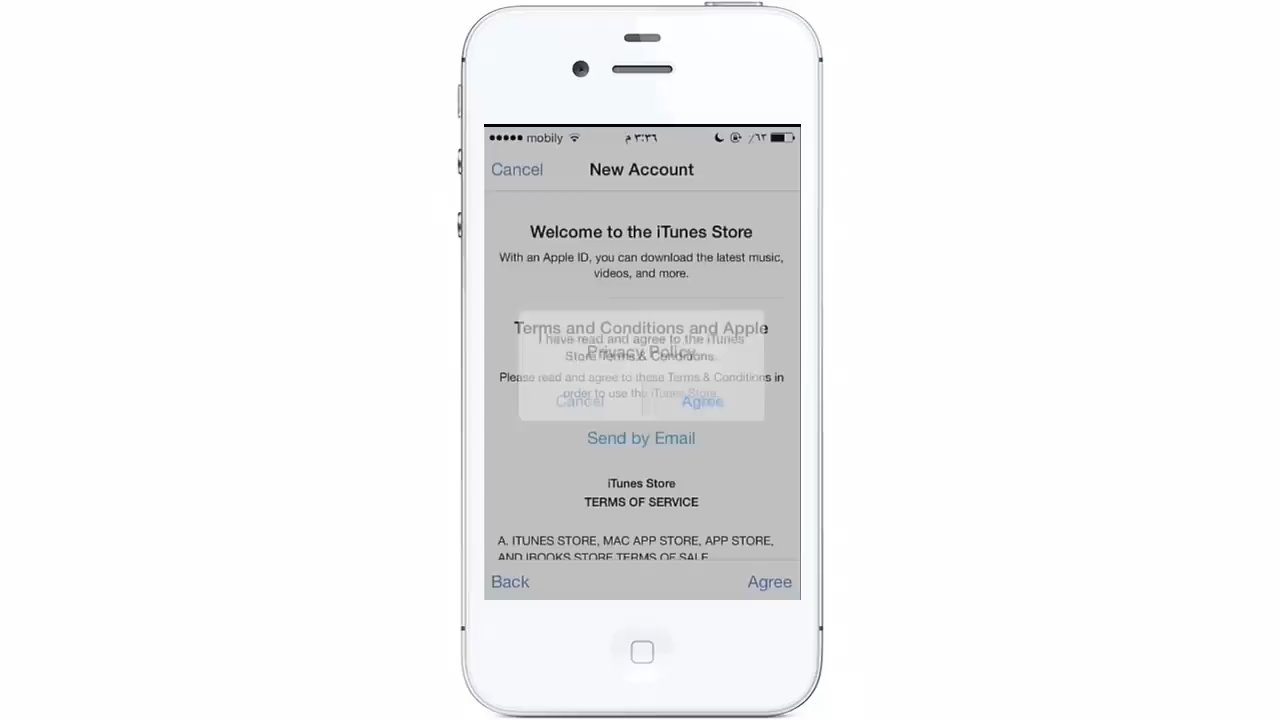 mobily ٣:٣٦ م ٪٦٣
Cancel New Account
Welcome to the iTunes Store
With an Apple ID, you can download the latest music,
videos, and more.
Terms and Conditions and Apple
Privacy Policy
I have read and agree to the iTunes
Store Terms & Conditions.
Please read and agree to these Terms & Conditions in
order to use the iTunes Store.
Cancel Agree
Send by Email
iTunes Store
TERMS OF SERVICE
A. ITUNES STORE, MAC APP STORE, APP STORE,
AND IBOOKS STORE TERMS OF SALE
Back Agree